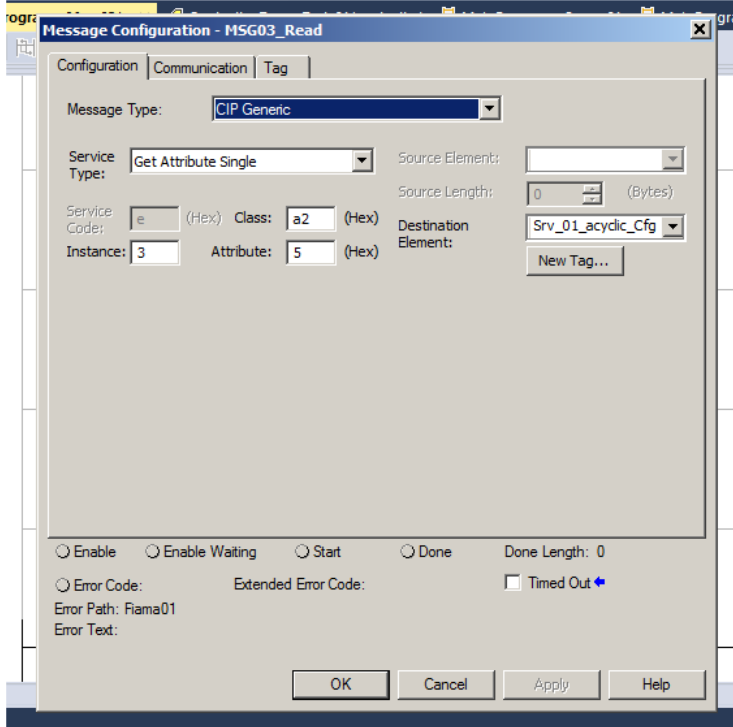 Message Configuration - MSG03_Read
Configuration Communication Tag
Message Type: CIP Generic
Service Type: Get Attribute Single
Source Element:
Source Length: 0 (Bytes)
Service Code: e (Hex) Class: a2 (Hex)
Destination Element: Srv_01_acyclic_Cfg
Instance: 3 Attribute: 5 (Hex)
New Tag...
Enable Enable Waiting Start Done Done Length: 0
Error Code: Extended Error Code: Timed Out
Error Path: Fiama01
Error Text:
OK Cancel Apply Help